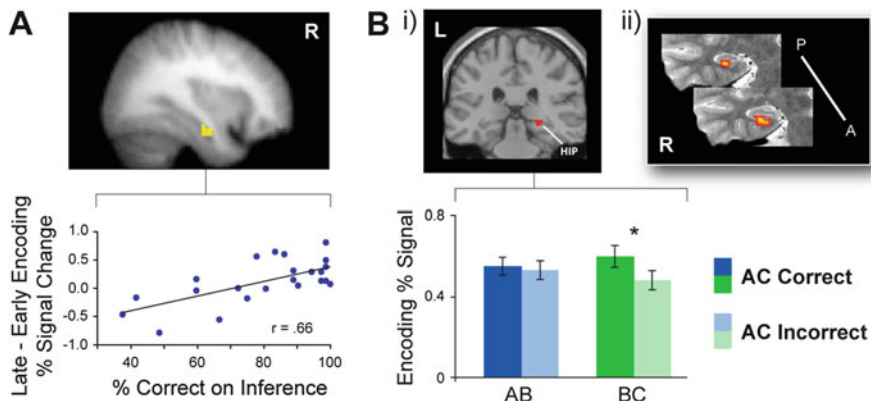 A
R
Late - Early Encoding
% Signal Change
1.0
0.5
0.0
-0.5
-1.0
r = .66
40
60
80
100
% Correct on Inference
B
i)
L
HIP
ii)
P
A
R
Encoding % Signal
0.8
0.4
0
*
AB
BC
AC Correct
AC Incorrect